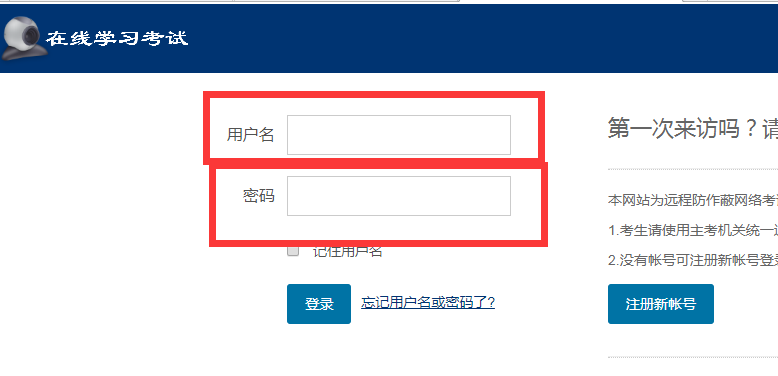 在线学习考试
用户名
密码
记住用户名
登录
忘记用户名或密码了?
第一次来访吗？请
本网站为远程防作蔽网络考
1.考生请使用主考机关统一
2.没有帐号可注册新帐号登
注册新帐号